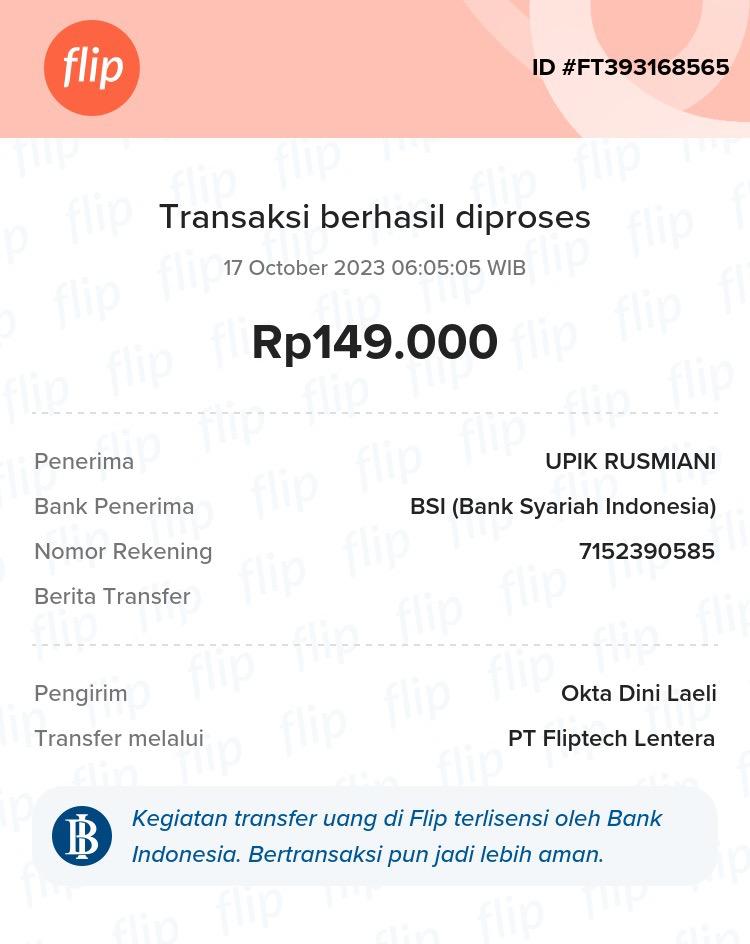 flip
ID #FT393168565
Transaksi berhasil diproses
17 October 2023 06:05:05 WIB
Rp149.000
Penerima UPIK RUSMIANI
Bank Penerima BSI (Bank Syariah Indonesia)
Nomor Rekening 7152390585
Berita Transfer
Pengirim Okta Dini Laeli
Transfer melalui PT Fliptech Lentera
Kegiatan transfer uang di Flip terlisensi oleh Bank
Indonesia. Bertransaksi pun jadi lebih aman.